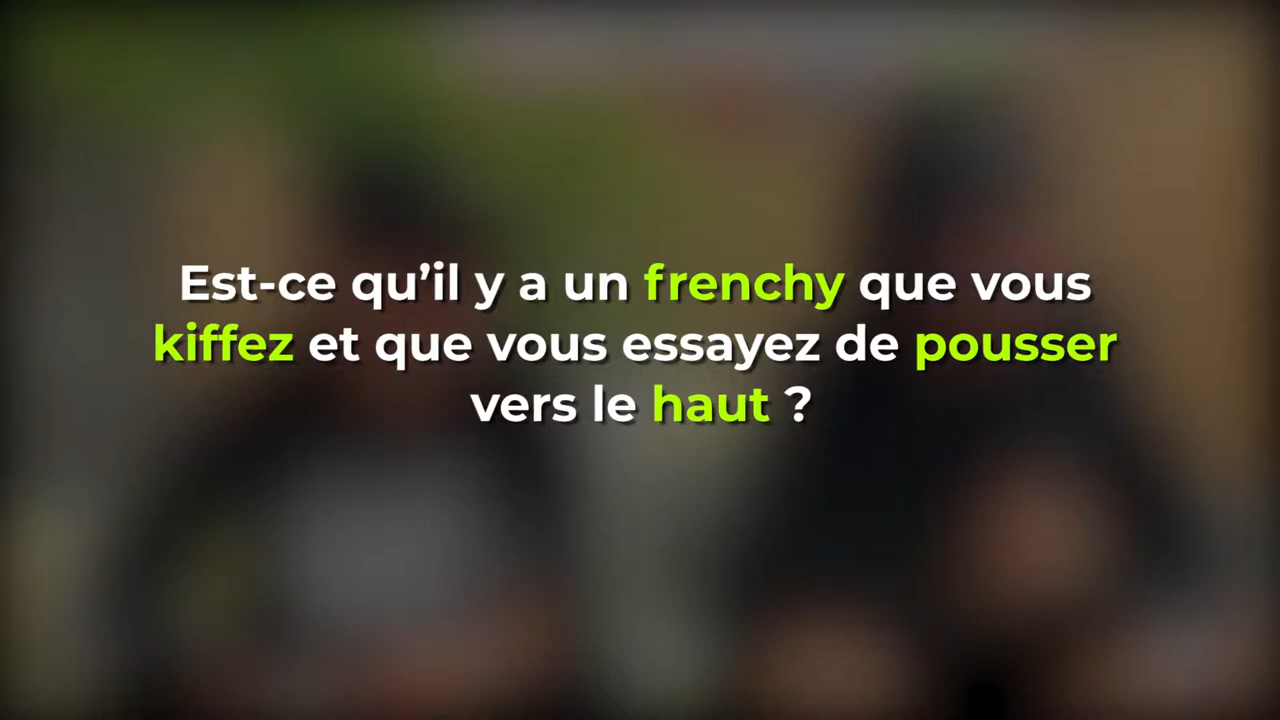 Est-ce qu’il y a un frenchy que vous
kiffez et que vous essayez de pousser
vers le haut ?